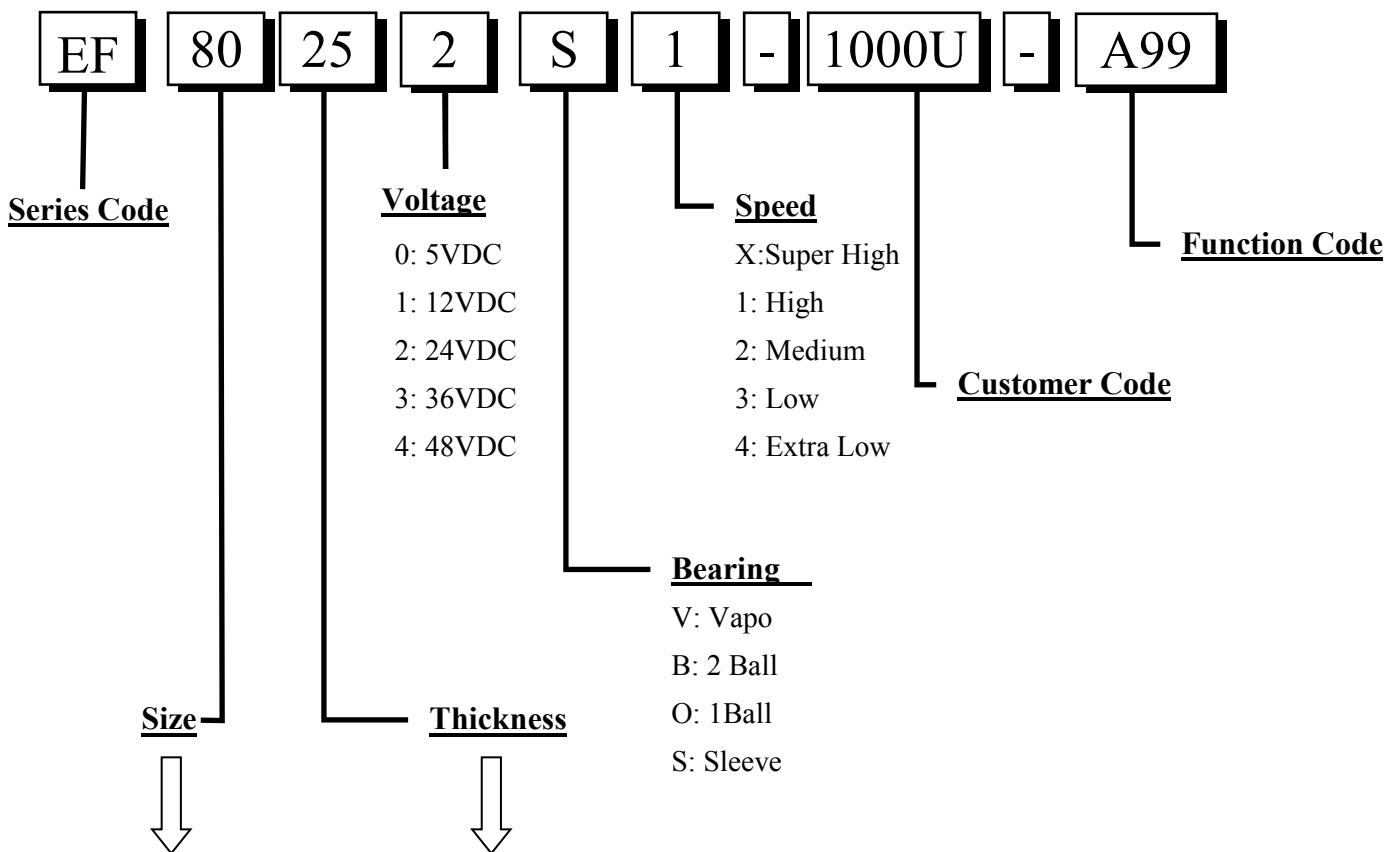 EF 80 25 2 S 1 - 1000U - A99
Series Code
Voltage
0: 5VDC
1: 12VDC
2: 24VDC
3: 36VDC
4: 48VDC
Speed
X:Super High
1: High
2: Medium
3: Low
4: Extra Low
Function Code
Customer Code
Bearing
V: Vapo
B: 2 Ball
O: 1Ball
S: Sleeve
Size
Thickness